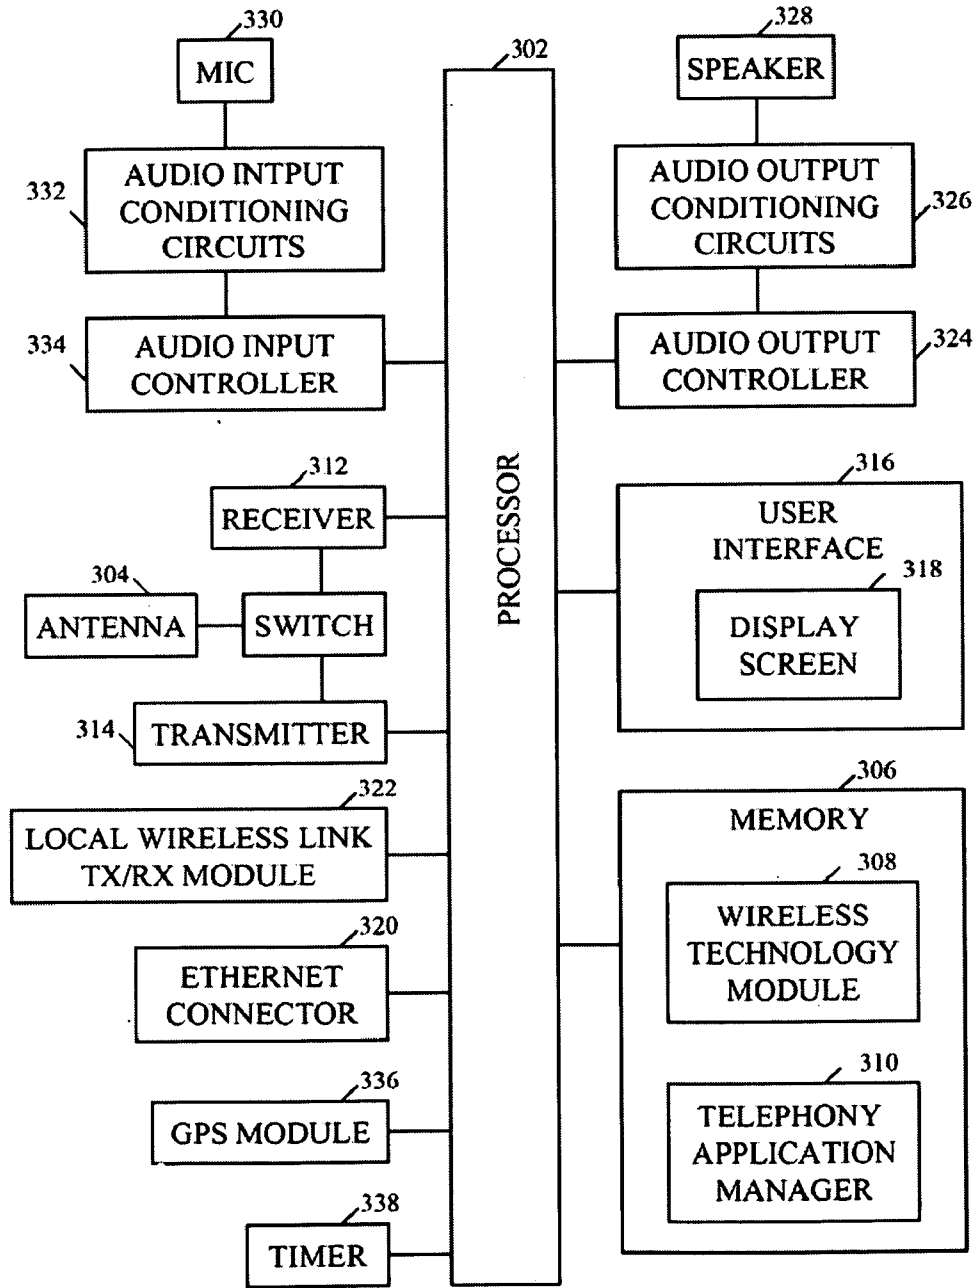 330
MIC
332
AUDIO INTPUT
CONDITIONING
CIRCUITS
334
AUDIO INPUT
CONTROLLER
312
RECEIVER
304
ANTENNA
SWITCH
314
TRANSMITTER
322
LOCAL WIRELESS LINK
TX/RX MODULE
320
ETHERNET
CONNECTOR
336
GPS MODULE
338
TIMER
302
PROCESSOR
328
SPEAKER
AUDIO OUTPUT
CONDITIONING
CIRCUITS
326
AUDIO OUTPUT
CONTROLLER
324
316
USER
INTERFACE
318
DISPLAY
SCREEN
306
MEMORY
308
WIRELESS
TECHNOLOGY
MODULE
310
TELEPHONY
APPLICATION
MANAGER